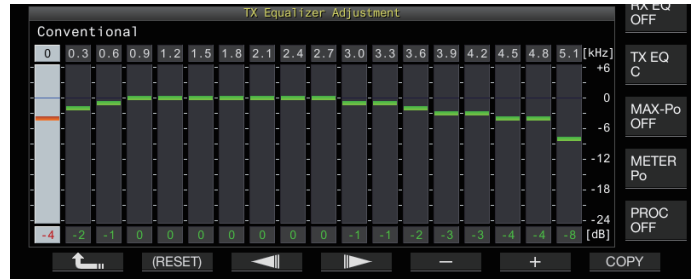 TX Equalizer Adjustment
Conventional
0 0.3 0.6 0.9 1.2 1.5 1.8 2.1 2.4 2.7 3.0 3.3 3.6 3.9 4.2 4.5 4.8 5.1 [kHz]
+6
0
-6
-12
-18
-24
-4 -2 -1 0 0 0 0 0 0 0 -1 -1 -2 -3 -3 -4 -4 -8 [dB]
(RESET) − + COPY
RX EQ
OFF
TX EQ
C
MAX-Po
OFF
METER
Po
PROC
OFF